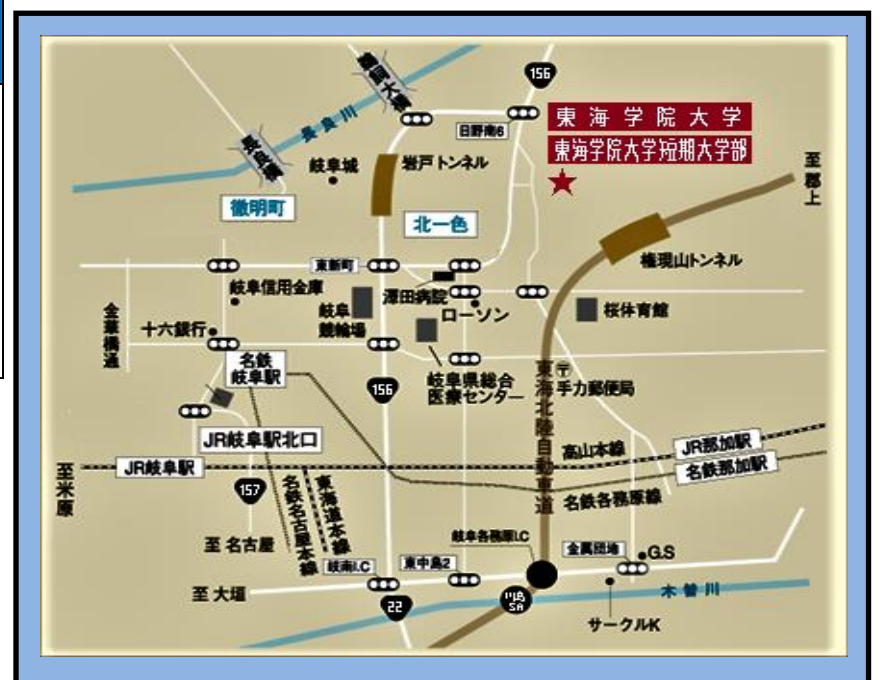 156
東海学院大学
東海学院大学短期大学部
鵜飼大橋
長良川
長良橋
日野南6
岐阜城
岩戸トンネル
至郡上
徹明町
北一色
権現山トンネル
東新町
岐阜信用金庫
澤田病院
岐阜
競輪場
ローソン
桜体育館
金華橋通
十六銀行
名鉄
岐阜駅
岐阜県総合
医療センター
156
東海北陸自動車道
〒
手力郵便局
JR岐阜駅北口
高山本線
JR那加駅
JR岐阜駅
名鉄那加駅
至米原
157
名鉄名古屋本線
東海道本線
名鉄各務原線
至 名古屋
岐阜各務原I.C
金属団地
G.S
岐南I.C
東中島2
至 大垣
22
川島
SA
木曽川
サークルK